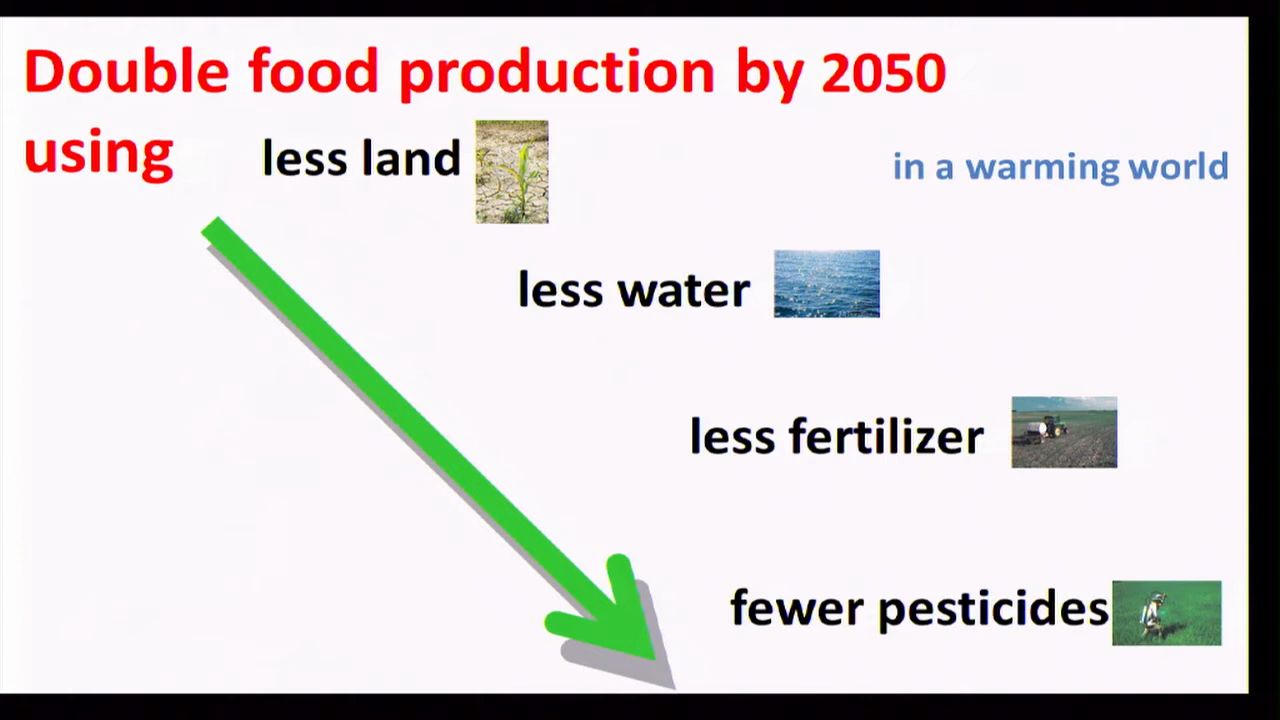 Double food production by 2050
using less land
in a warming world
less water
less fertilizer
fewer pesticides